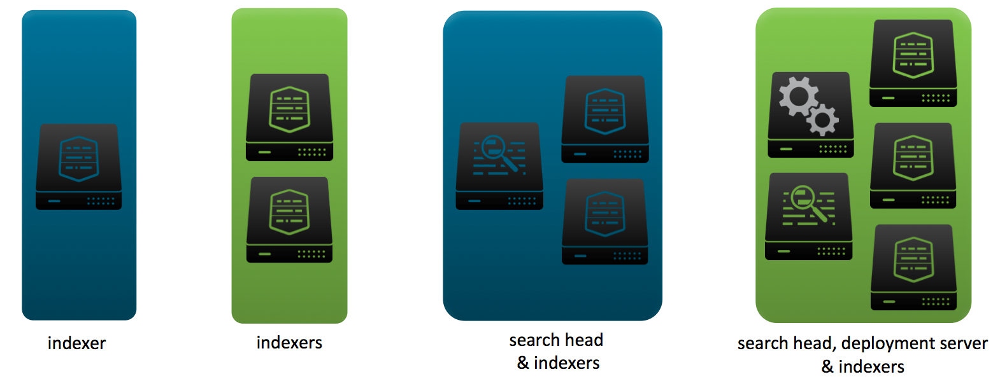 indexer
indexers
search head
& indexers
search head, deployment server
& indexers